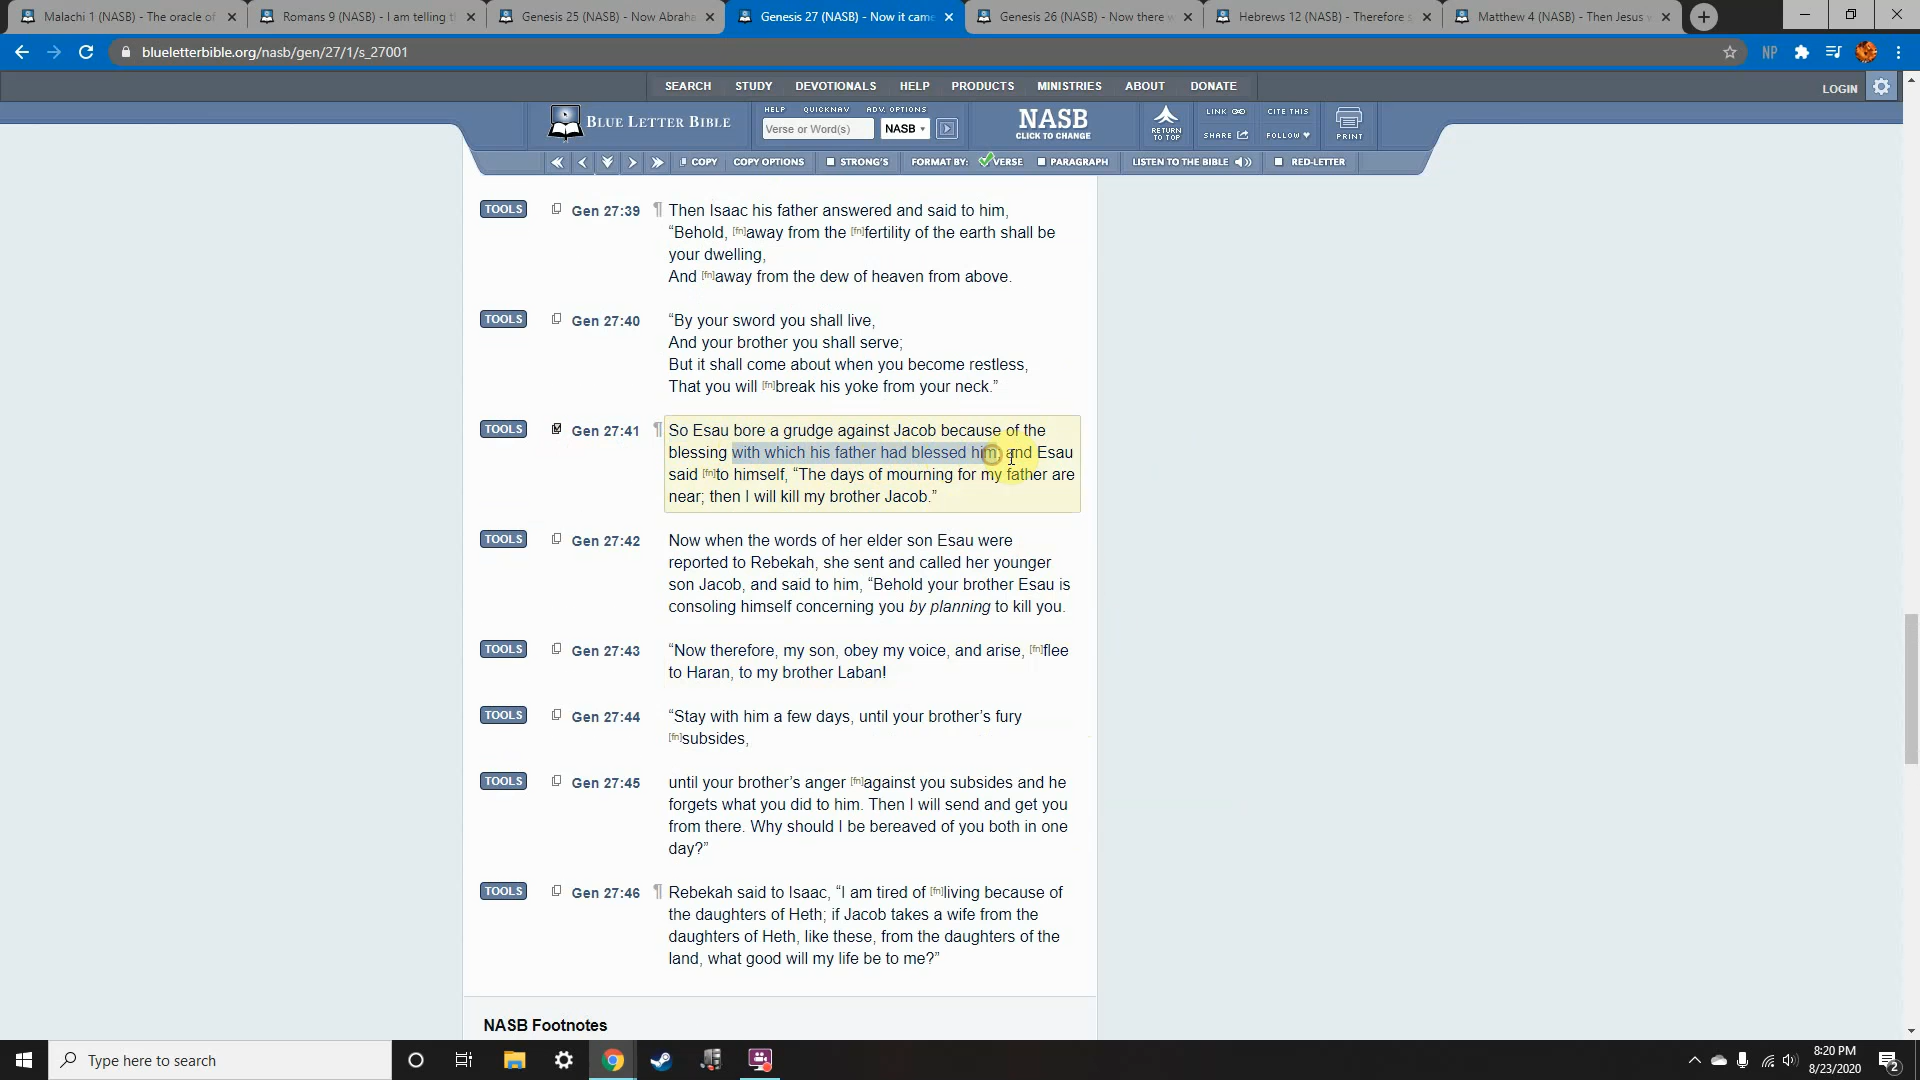 Malachi 1 (NASB) - The oracle of
Romans 9 (NASB) - I am telling t
Genesis 25 (NASB) - Now Abraha
Genesis 27 (NASB) - Now it came
Genesis 26 (NASB) - Now there w
Hebrews 12 (NASB) - Therefore s
Matthew 4 (NASB) - Then Jesus w
blueletterbible.org/nasb/gen/27/1/s_27001
NP
SEARCH STUDY DEVOTIONALS HELP PRODUCTS MINISTRIES ABOUT DONATE
LOGIN
BLUE LETTER BIBLE
HELP QUICKNAV ADV. OPTIONS
Verse or Word(s) NASB
NASB
CLICK TO CHANGE
RETURN
TO TOP
LINK CITE THIS
SHARE FOLLOW
PRINT
COPY COPY OPTIONS STRONG'S FORMAT BY: VERSE PARAGRAPH LISTEN TO THE BIBLE RED-LETTER
TOOLS Gen 27:39 ¶ Then Isaac his father answered and said to him,
“Behold, [fn]away from the [fn]fertility of the earth shall be
your dwelling,
And [fn]away from the dew of heaven from above.
TOOLS Gen 27:40 “By your sword you shall live,
And your brother you shall serve;
But it shall come about when you become restless,
That you will [fn]break his yoke from your neck.”
TOOLS Gen 27:41 ¶ So Esau bore a grudge against Jacob because of the
blessing with which his father had blessed him, and Esau
said [fn]to himself, “The days of mourning for my father are
near; then I will kill my brother Jacob.”
TOOLS Gen 27:42 Now when the words of her elder son Esau were
reported to Rebekah, she sent and called her younger
son Jacob, and said to him, “Behold your brother Esau is
consoling himself concerning you by planning to kill you.
TOOLS Gen 27:43 “Now therefore, my son, obey my voice, and arise, [fn]flee
to Haran, to my brother Laban!
TOOLS Gen 27:44 “Stay with him a few days, until your brother’s fury
[fn]subsides,
TOOLS Gen 27:45 until your brother’s anger [fn]against you subsides and he
forgets what you did to him. Then I will send and get you
from there. Why should I be bereaved of you both in one
day?”
TOOLS Gen 27:46 ¶ Rebekah said to Isaac, “I am tired of [fn]living because of
the daughters of Heth; if Jacob takes a wife from the
daughters of Heth, like these, from the daughters of the
land, what good will my life be to me?”
NASB Footnotes
Type here to search
8:20 PM
8/23/2020
2